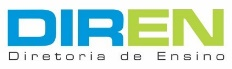 DIREN
Diretoria de Ensino